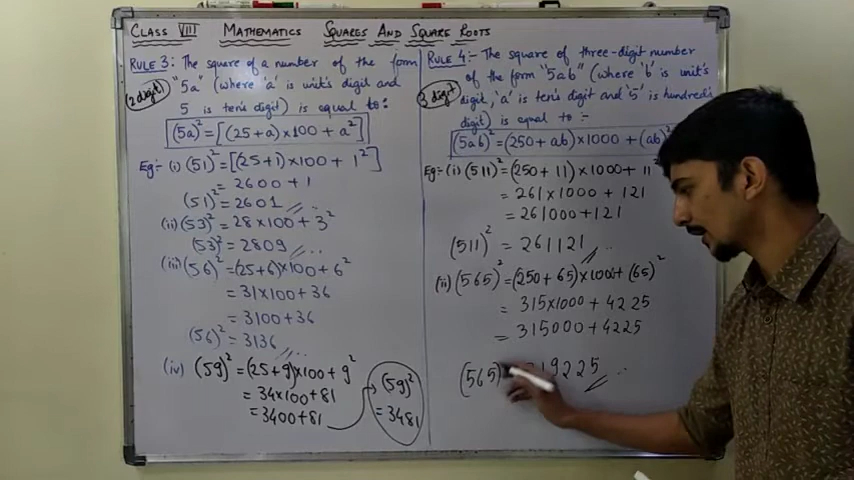 CLASS VIII MATHEMATICS SQUARES AND SQUARE ROOTS
RULE 3: The square of a number of the form
(2 digit) "5a" (where 'a' is unit's digit and
5 is ten's digit) is equal to:
(5a)² = [(25+a)×100 + a²]
Eg:- (i) (51)² = [(25+1)×100 + 1²]
= 2600 + 1
(51)² = 2601
(ii) (53)² = 28×100 + 3²
(53)² = 2809
(iii) (56)² = (25+6)×100 + 6²
= 31×100 + 36
= 3100 + 36
(56)² = 3136
(iv) (59)² = (25+9)×100 + 9²
= 34×100 + 81
= 3400 + 81
(59)²
= 3481
RULE 4:- The square of three-digit number
of the form "5ab" (where 'b' is unit's
(3 digit) digit, 'a' is ten's digit and '5' is hundred's
digit) is equal to :-
(5ab)² = (250 + ab) × 1000 + (ab)²
Eg:- (i) (511)² = (250 + 11) × 1000 + 11²
= 261 × 1000 + 121
= 261000 + 121
(511)² = 261121
(ii) (565)² = (250 + 65) × 1000 + (65)²
= 315×1000 + 4225
= 315000 + 4225
(565) 19225